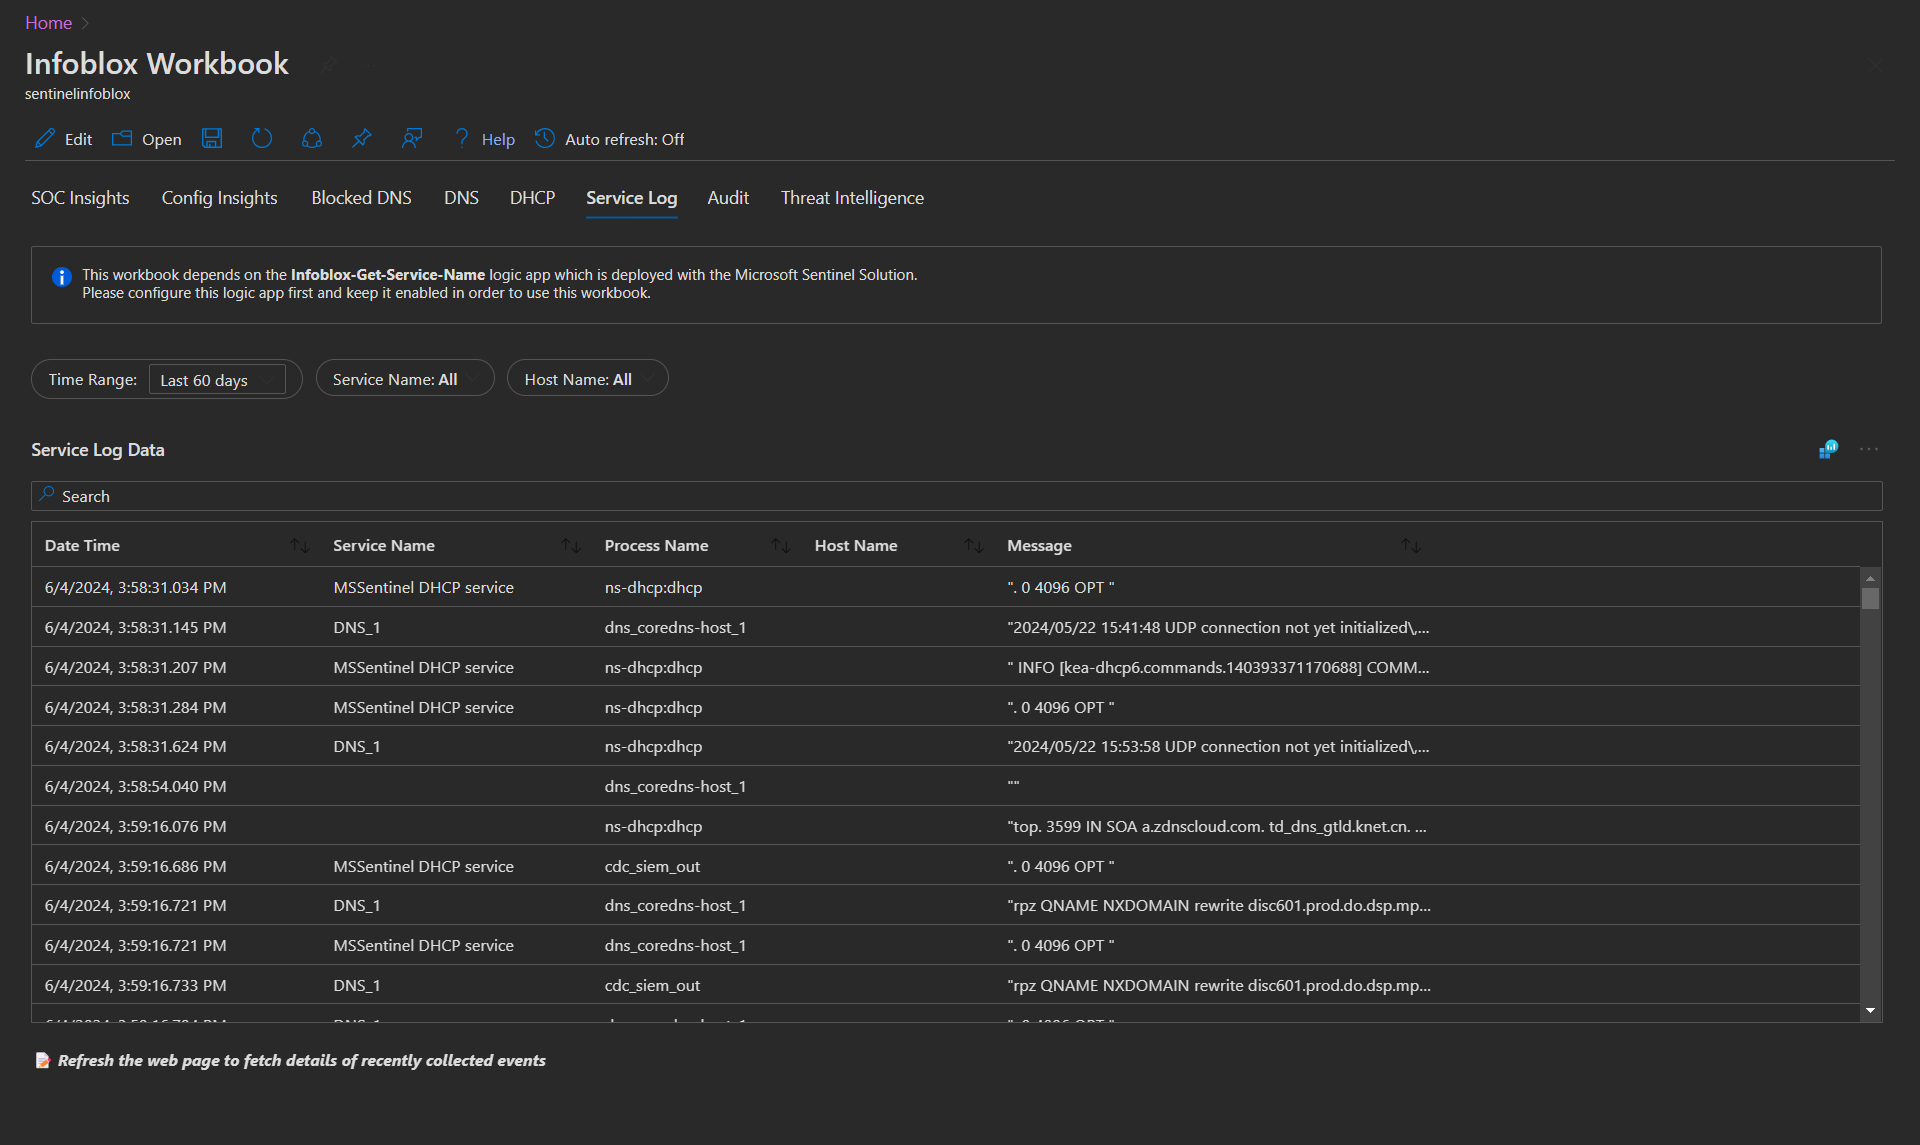 Home
Infoblox Workbook
sentinelinfoblox
Edit Open Help Auto refresh: Off
SOC Insights Config Insights Blocked DNS DNS DHCP Service Log Audit Threat Intelligence
This workbook depends on the Infoblox-Get-Service-Name logic app which is deployed with the Microsoft Sentinel Solution.
Please configure this logic app first and keep it enabled in order to use this workbook.
Time Range: Last 60 days Service Name: All Host Name: All
Service Log Data
Search
Date Time Service Name Process Name Host Name Message
6/4/2024, 3:58:31.034 PM MSSentinel DHCP service ns-dhcp:dhcp ". 0 4096 OPT "
6/4/2024, 3:58:31.145 PM DNS_1 dns_coredns-host_1 "2024/05/22 15:41:48 UDP connection not yet initialized\,...
6/4/2024, 3:58:31.207 PM MSSentinel DHCP service ns-dhcp:dhcp " INFO [kea-dhcp6.commands.140393371170688] COMM...
6/4/2024, 3:58:31.284 PM MSSentinel DHCP service ns-dhcp:dhcp ". 0 4096 OPT "
6/4/2024, 3:58:31.624 PM DNS_1 ns-dhcp:dhcp "2024/05/22 15:53:58 UDP connection not yet initialized\,...
6/4/2024, 3:58:54.040 PM dns_coredns-host_1 ""
6/4/2024, 3:59:16.076 PM ns-dhcp:dhcp "top. 3599 IN SOA a.zdnscloud.com. td_dns_gtld.knet.cn. ...
6/4/2024, 3:59:16.686 PM MSSentinel DHCP service cdc_siem_out ". 0 4096 OPT "
6/4/2024, 3:59:16.721 PM DNS_1 dns_coredns-host_1 "rpz QNAME NXDOMAIN rewrite disc601.prod.do.dsp.mp...
6/4/2024, 3:59:16.721 PM MSSentinel DHCP service dns_coredns-host_1 ". 0 4096 OPT "
6/4/2024, 3:59:16.733 PM DNS_1 cdc_siem_out "rpz QNAME NXDOMAIN rewrite disc601.prod.do.dsp.mp...
Refresh the web page to fetch details of recently collected events